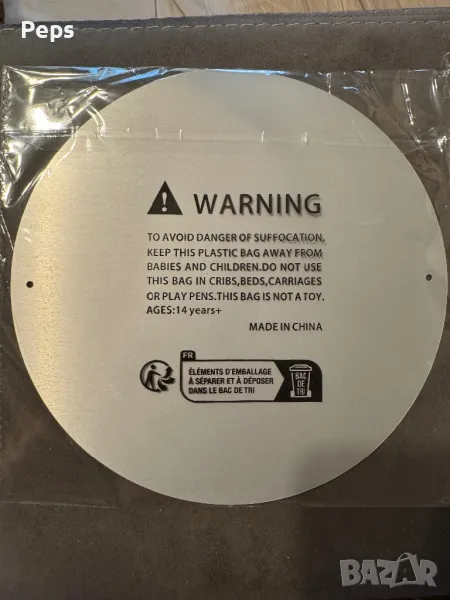 Peps
WARNING
TO AVOID DANGER OF SUFFOCATION,
KEEP THIS PLASTIC BAG AWAY FROM
BABIES AND CHILDREN.DO NOT USE
THIS BAG IN CRIBS,BEDS,CARRIAGES
OR PLAY PENS.THIS BAG IS NOT A TOY.
AGES:14 years+
MADE IN CHINA
FR
ÉLÉMENTS D'EMBALLAGE
À SÉPARER ET À DÉPOSER
DANS LE BAC DE TRI
BAC
DE
TRI
BAZAR